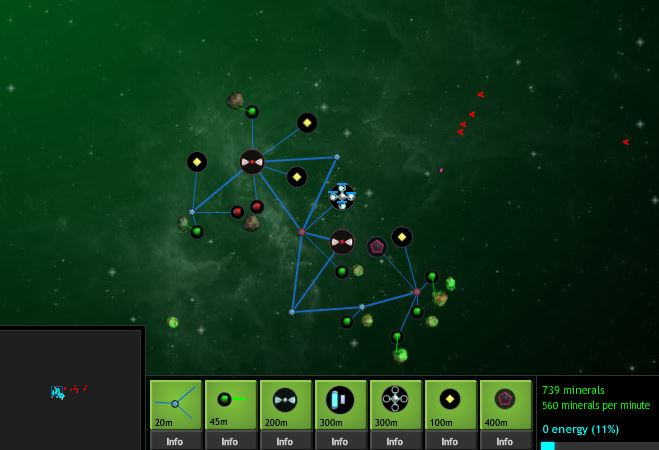 739 minerals
560 minerals per minute
0 energy (11%)
20m 45m 200m 300m 300m 100m 400m
Info Info Info Info Info Info Info